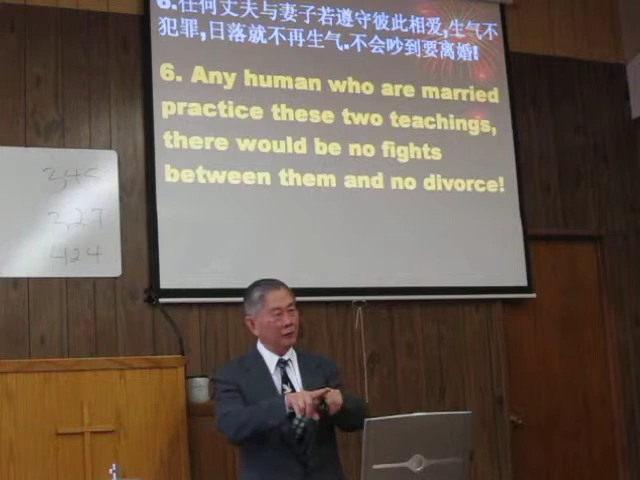 6.任何丈夫与妻子若遵守彼此相爱,生气不
犯罪,日落就不再生气.不会吵到要离婚!
6. Any human who are married
practice these two teachings,
there would be no fights
between them and no divorce!
2,27
424